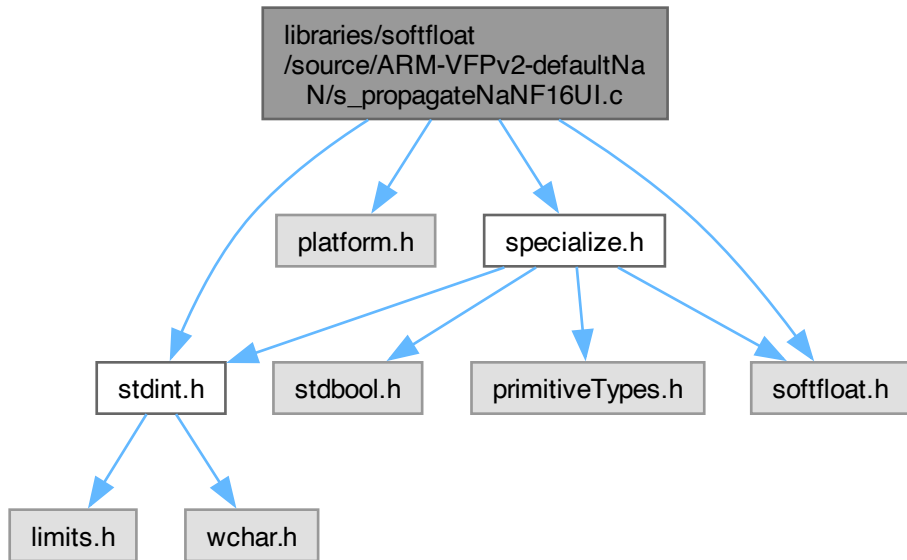 libraries/softfloat
/source/ARM-VFPv2-defaultNa
N/s_propagateNaNF16UI.c
platform.h
specialize.h
stdint.h
stdbool.h
primitiveTypes.h
softfloat.h
limits.h
wchar.h